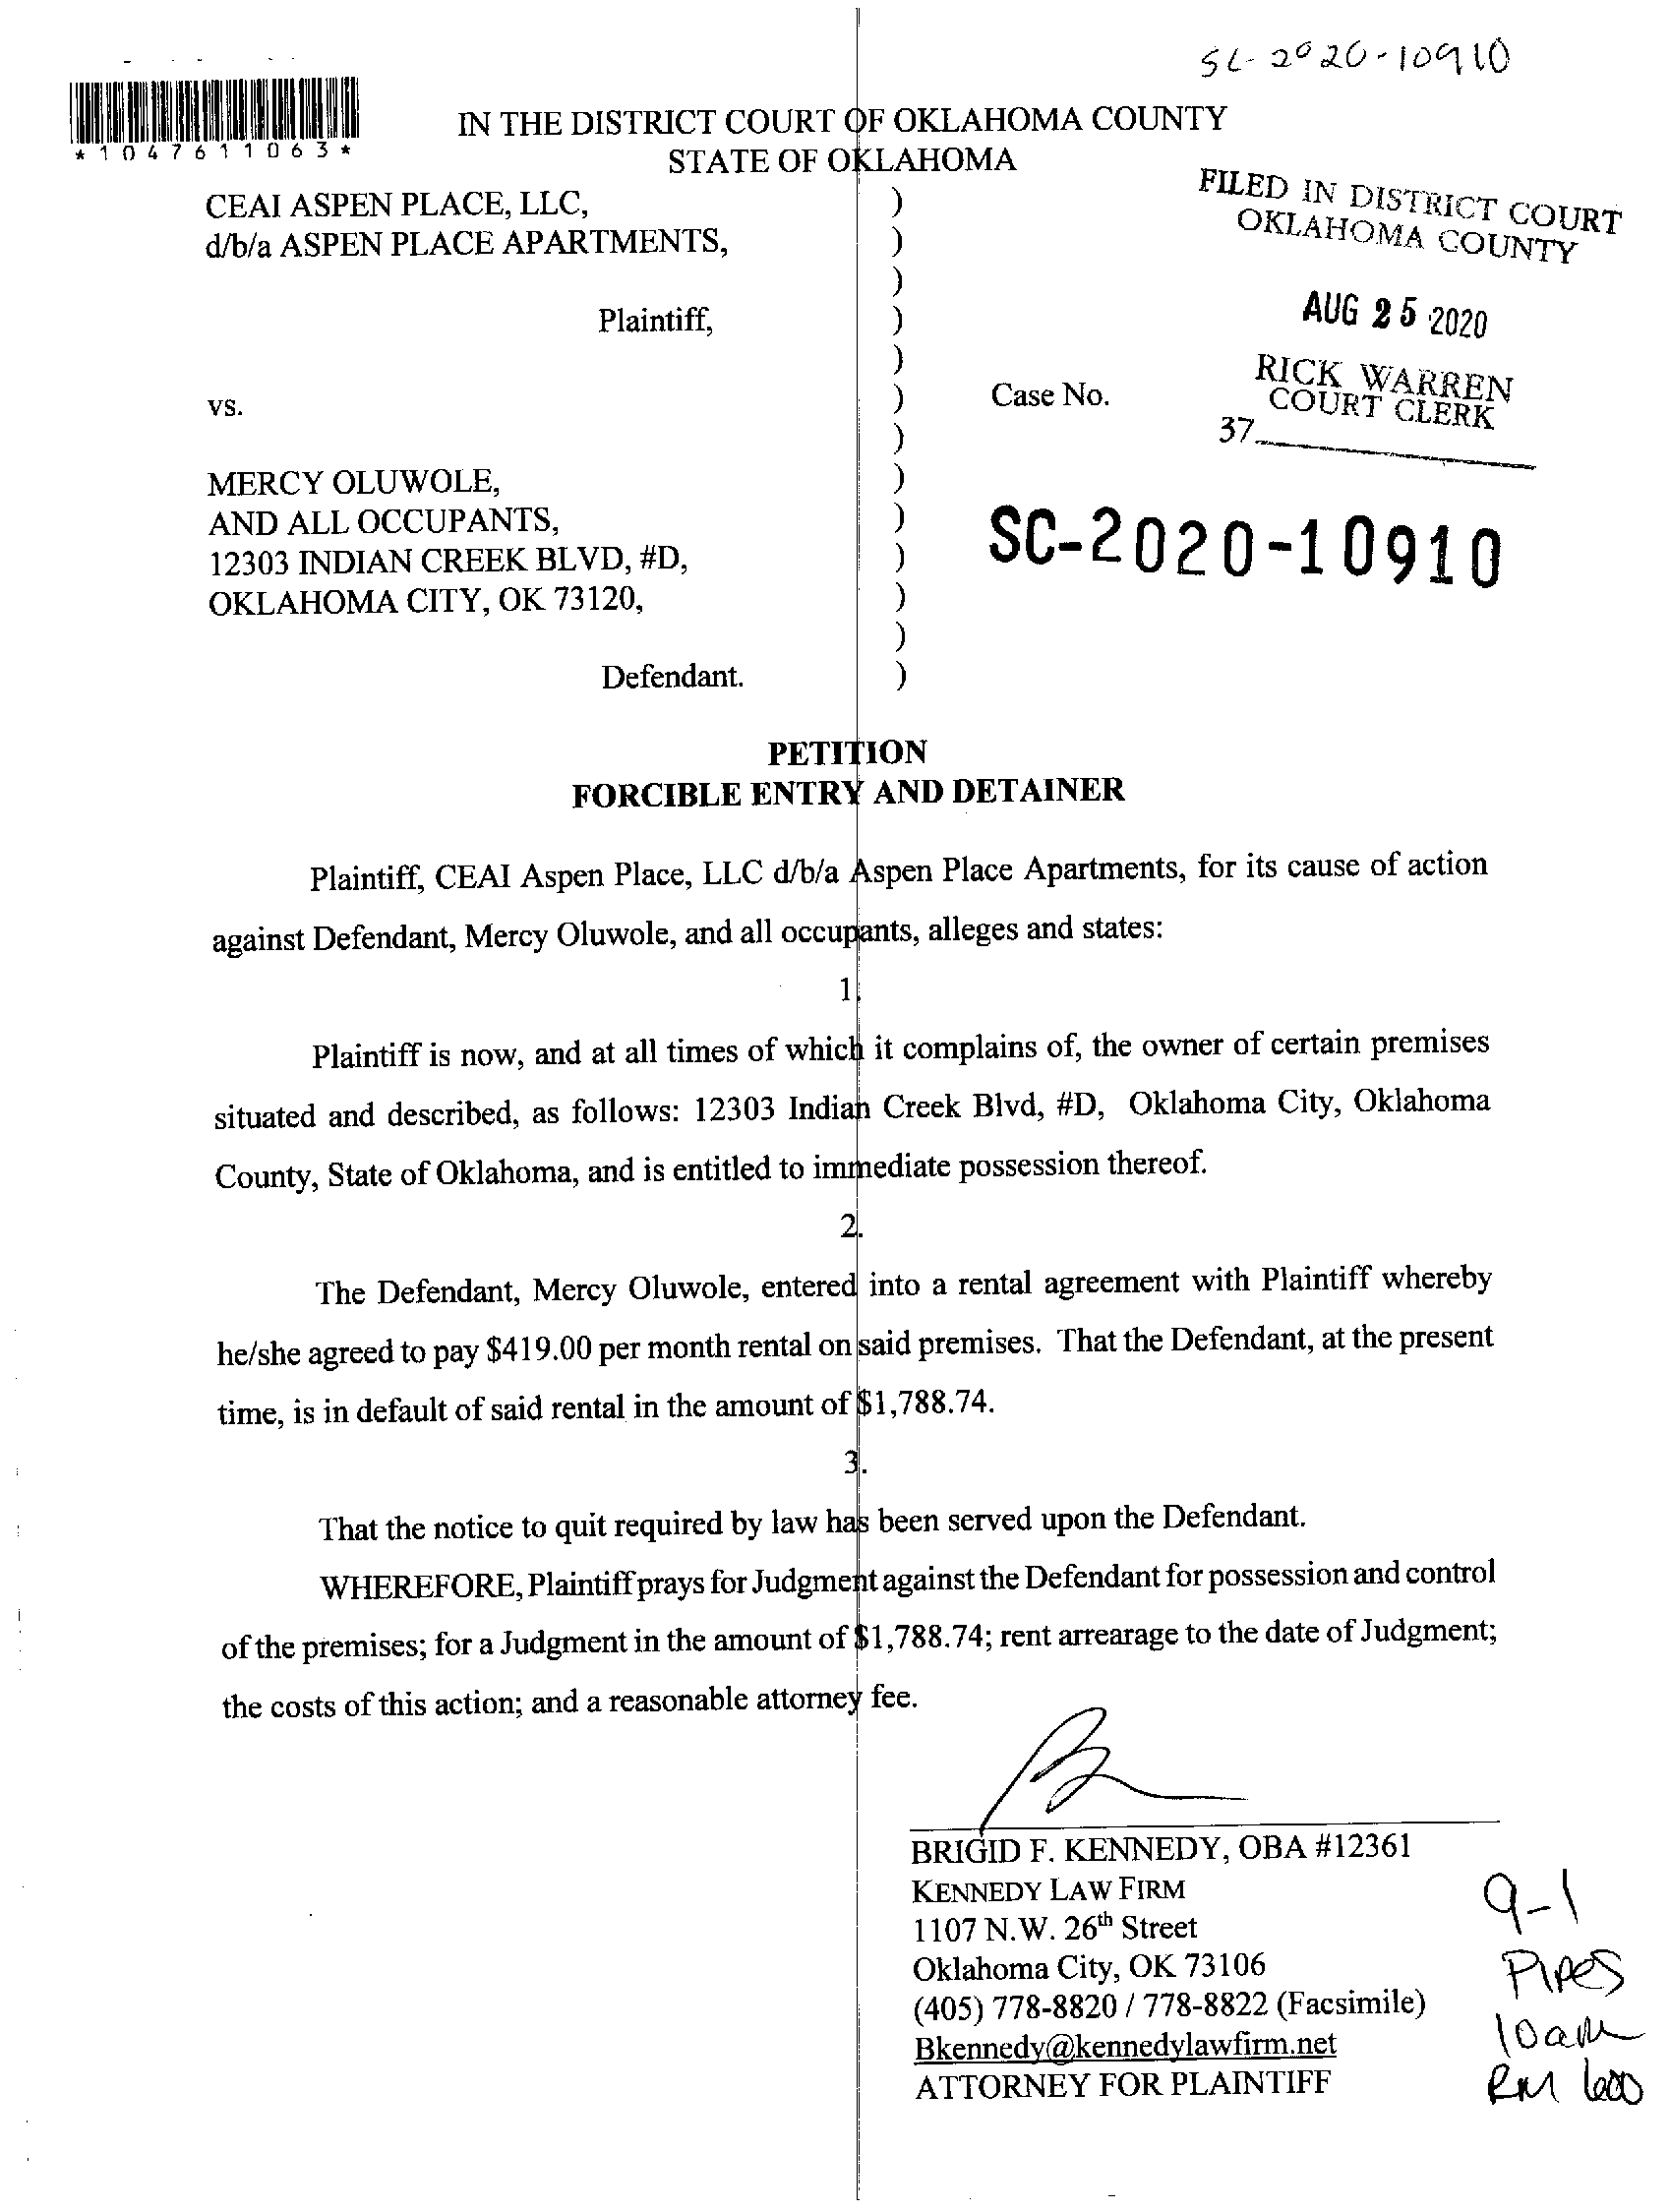 SC-2020-10910
*1047611063*
IN THE DISTRICT COURT OF OKLAHOMA COUNTY
STATE OF OKLAHOMA
FILED IN DISTRICT COURT
OKLAHOMA COUNTY
AUG 25 2020
RICK WARREN
COURT CLERK
37
CEAI ASPEN PLACE, LLC, )
d/b/a ASPEN PLACE APARTMENTS, )
)
Plaintiff, )
)
vs. ) Case No.
)
MERCY OLUWOLE, )
AND ALL OCCUPANTS, ) SC-2020-10910
12303 INDIAN CREEK BLVD, #D, )
OKLAHOMA CITY, OK 73120, )
)
Defendant. )
PETITION
FORCIBLE ENTRY AND DETAINER
Plaintiff, CEAI Aspen Place, LLC d/b/a Aspen Place Apartments, for its cause of action
against Defendant, Mercy Oluwole, and all occupants, alleges and states:
1.
Plaintiff is now, and at all times of which it complains of, the owner of certain premises
situated and described, as follows: 12303 Indian Creek Blvd, #D, Oklahoma City, Oklahoma
County, State of Oklahoma, and is entitled to immediate possession thereof.
2.
The Defendant, Mercy Oluwole, entered into a rental agreement with Plaintiff whereby
he/she agreed to pay $419.00 per month rental on said premises. That the Defendant, at the present
time, is in default of said rental in the amount of $1,788.74.
3.
That the notice to quit required by law has been served upon the Defendant.
WHEREFORE, Plaintiff prays for Judgment against the Defendant for possession and control
of the premises; for a Judgment in the amount of $1,788.74; rent arrearage to the date of Judgment;
the costs of this action; and a reasonable attorney fee.
BRIGID F. KENNEDY, OBA #12361
KENNEDY LAW FIRM
1107 N.W. 26th Street
Oklahoma City, OK 73106
(405) 778-8820 / 778-8822 (Facsimile)
Bkennedy@kennedylawfirm.net
ATTORNEY FOR PLAINTIFF
9-1
PIPES
10am
RM 600